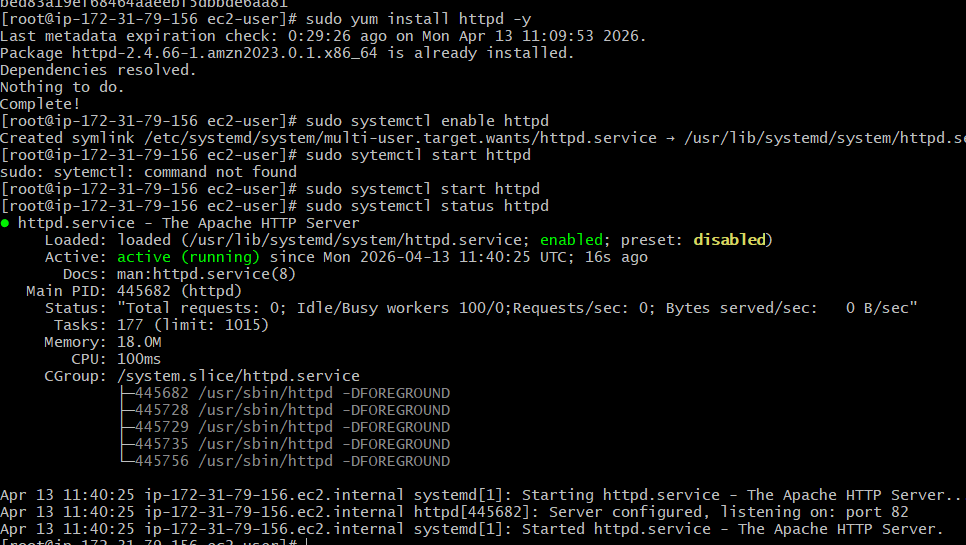 bed83a19ef68464aaeebf5dbbde6aa81
[root@ip-172-31-79-156 ec2-user]# sudo yum install httpd -y
Last metadata expiration check: 0:29:26 ago on Mon Apr 13 11:09:53 2026.
Package httpd-2.4.66-1.amzn2023.0.1.x86_64 is already installed.
Dependencies resolved.
Nothing to do.
Complete!
[root@ip-172-31-79-156 ec2-user]# sudo systemctl enable httpd
Created symlink /etc/systemd/system/multi-user.target.wants/httpd.service → /usr/lib/systemd/system/httpd.se
[root@ip-172-31-79-156 ec2-user]# sudo sytemctl start httpd
sudo: sytemctl: command not found
[root@ip-172-31-79-156 ec2-user]# sudo systemctl start httpd
[root@ip-172-31-79-156 ec2-user]# sudo systemctl status httpd
● httpd.service - The Apache HTTP Server
     Loaded: loaded (/usr/lib/systemd/system/httpd.service; enabled; preset: disabled)
     Active: active (running) since Mon 2026-04-13 11:40:25 UTC; 16s ago
       Docs: man:httpd.service(8)
   Main PID: 445682 (httpd)
     Status: "Total requests: 0; Idle/Busy workers 100/0;Requests/sec: 0; Bytes served/sec:   0 B/sec"
      Tasks: 177 (limit: 1015)
     Memory: 18.0M
        CPU: 100ms
     CGroup: /system.slice/httpd.service
             ├─445682 /usr/sbin/httpd -DFOREGROUND
             ├─445728 /usr/sbin/httpd -DFOREGROUND
             ├─445729 /usr/sbin/httpd -DFOREGROUND
             ├─445735 /usr/sbin/httpd -DFOREGROUND
             └─445756 /usr/sbin/httpd -DFOREGROUND

Apr 13 11:40:25 ip-172-31-79-156.ec2.internal systemd[1]: Starting httpd.service - The Apache HTTP Server..
Apr 13 11:40:25 ip-172-31-79-156.ec2.internal httpd[445682]: Server configured, listening on: port 82
Apr 13 11:40:25 ip-172-31-79-156.ec2.internal systemd[1]: Started httpd.service - The Apache HTTP Server.
[root@ip-172-31-79-156 ec2-user]#